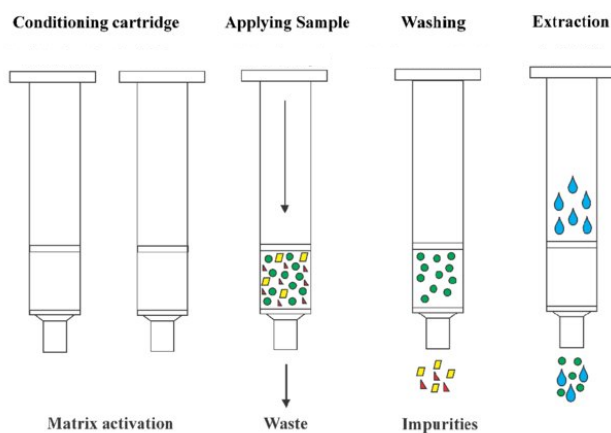 Conditioning cartridge
Applying Sample
Washing
Extraction
Matrix activation
Waste
Impurities